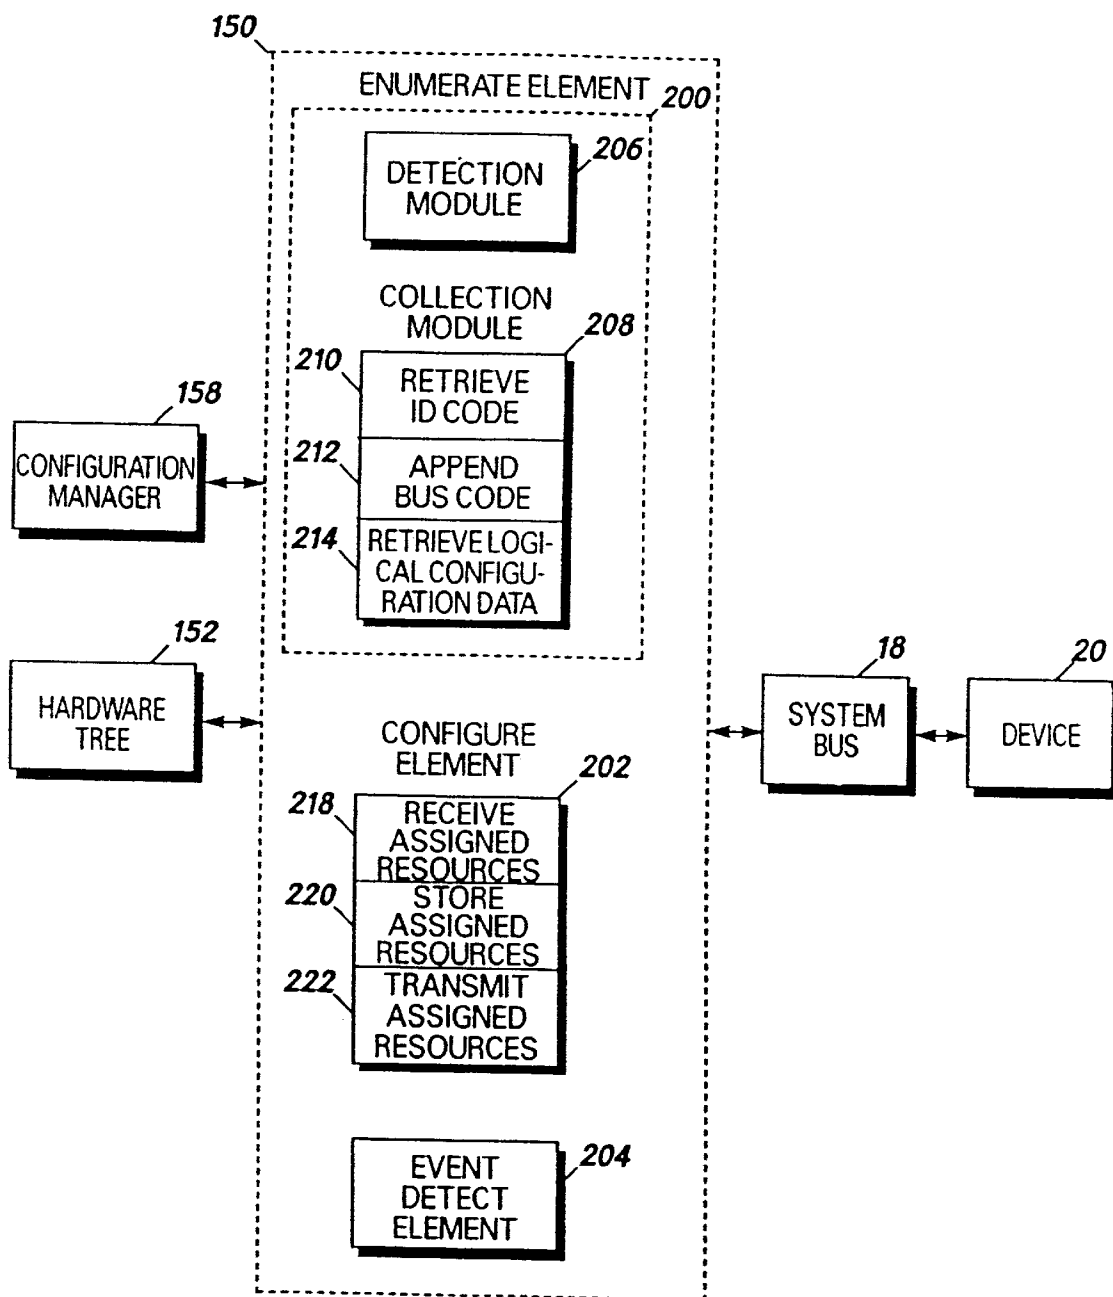 150
ENUMERATE ELEMENT
200
DETECTION
MODULE
206
COLLECTION
MODULE
208
210
RETRIEVE
ID CODE
212
APPEND
BUS CODE
214
RETRIEVE LOGI-
CAL CONFIGU-
RATION DATA
158
CONFIGURATION
MANAGER
152
HARDWARE
TREE
18
SYSTEM
BUS
20
DEVICE
CONFIGURE
ELEMENT
202
218
RECEIVE
ASSIGNED
RESOURCES
220
STORE
ASSIGNED
RESOURCES
222
TRANSMIT
ASSIGNED
RESOURCES
204
EVENT
DETECT
ELEMENT